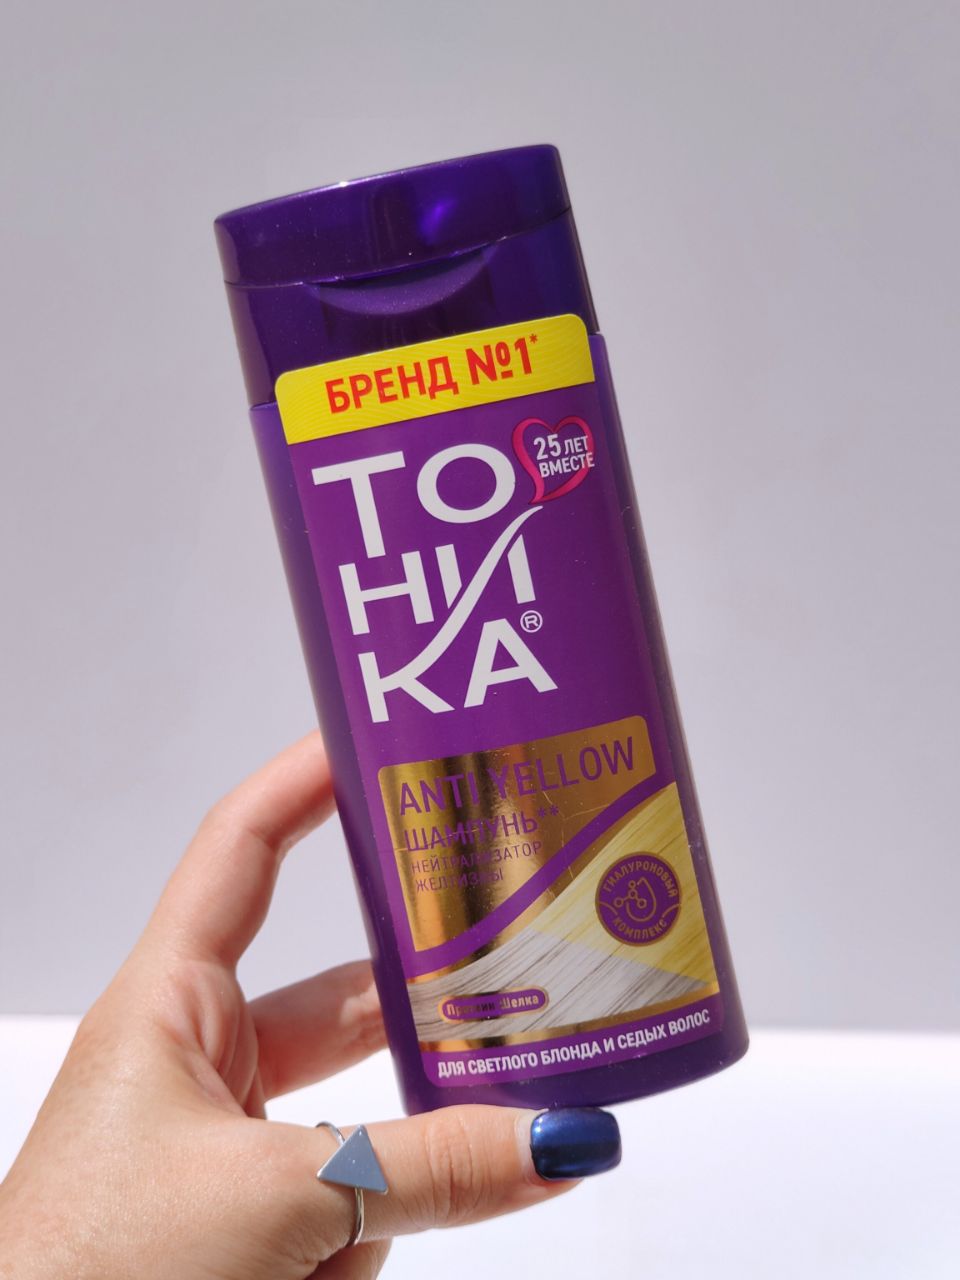 БРЕНД №1*
25 ЛЕТ
ВМЕСТЕ
ТО
НИ
КА®
ANTI YELLOW
ШАМПУНЬ**
НЕЙТРАЛИЗАТОР
ЖЕЛТИЗНЫ
ГИАЛУРОНОВЫЙ
КОМПЛЕКС
Протеин Шелка
ДЛЯ СВЕТЛОГО БЛОНДА И СЕДЫХ ВОЛОС